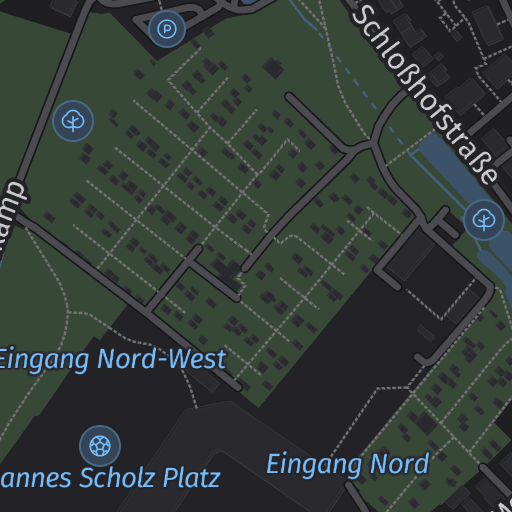 P
Schloßhofstraße
Eingang Nord-West
annes Scholz Platz
Eingang Nord